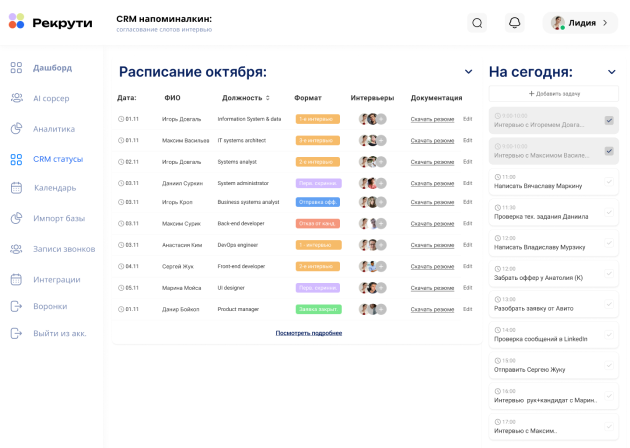 Рекрути
CRM напоминалкин:
согласование слотов интервью
Лидия
Дашборд
AI сорсер
Аналитика
CRM статусы
Календарь
Импорт базы
Записи звонков
Интеграции
Воронки
Выйти из акк.
Расписание октября:
Дата: ФИО Должность Формат Интервьюеры Документация
01.11 Игорь Довгаль Information System & data 1-е интервью Скачать резюме Edit
01.11 Максим Васильев IT systems architect 2-е интервью Скачать резюме Edit
02.11 Игорь Довгаль Systems analyst 2-е интервью Скачать резюме Edit
03.11 Даниил Суркин System administrator Перв. скрининг Скачать резюме Edit
03.11 Игорь Кроп Business systems analyst Отправка офф. Скачать резюме Edit
03.11 Максим Сурин Back-end developer Отказ от канд. Скачать резюме Edit
03.11 Анастасия Ким DevOps engineer 1 - интервью Скачать резюме Edit
04.11 Сергей Жук Front-end developer 2-е интервью Скачать резюме Edit
05.11 Марина Мойса UI designer Перв. скрининг Скачать резюме Edit
01.11 Данир Бойкоп Product manager Заявка закрыт. Скачать резюме Edit
Посмотреть подробнее
На сегодня:
+ Добавить задачу
9:00-10:00
Интервью с Игоремем Довга...
9:00-10:00
Интервью с Максимом Василе...
11:00
Написать Вячаславу Маркину
11:30
Проверка тех. задания Даниила
12:00
Написать Владиславу Мурзику
12:00
Забрать оффер у Анатолия (К)
13:00
Разобрать заявку от Авито
14:00
Проверка сообщений в LinkedIn
15:00
Отправить Сергею Жуку
16:00
Интервью рук+кандидат с Марин..
17:00
Интервью с Максим..